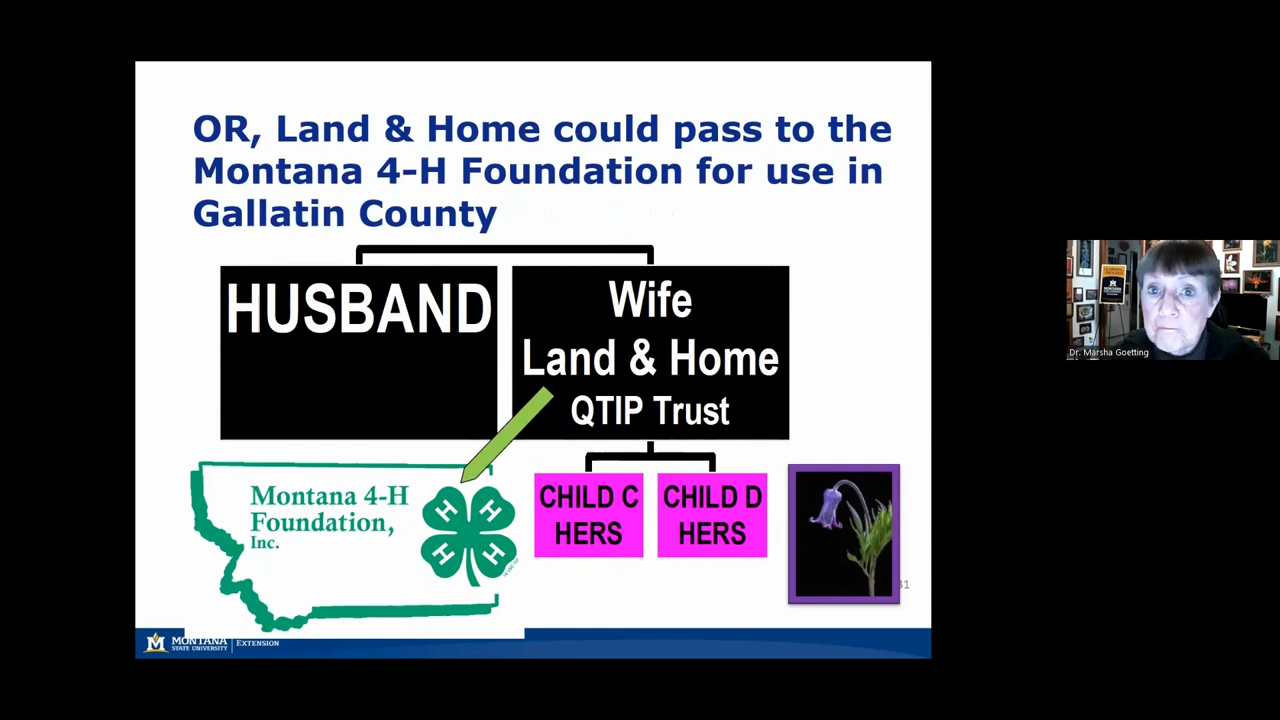 OR, Land & Home could pass to the
Montana 4-H Foundation for use in
Gallatin County
HUSBAND
Wife
Land & Home
QTIP Trust
Montana 4-H
Foundation,
Inc.
H H
H H
CHILD C
HERS
CHILD D
HERS
31
M MONTANA
STATE UNIVERSITY
EXTENSION
Dr. Marsha Goetting